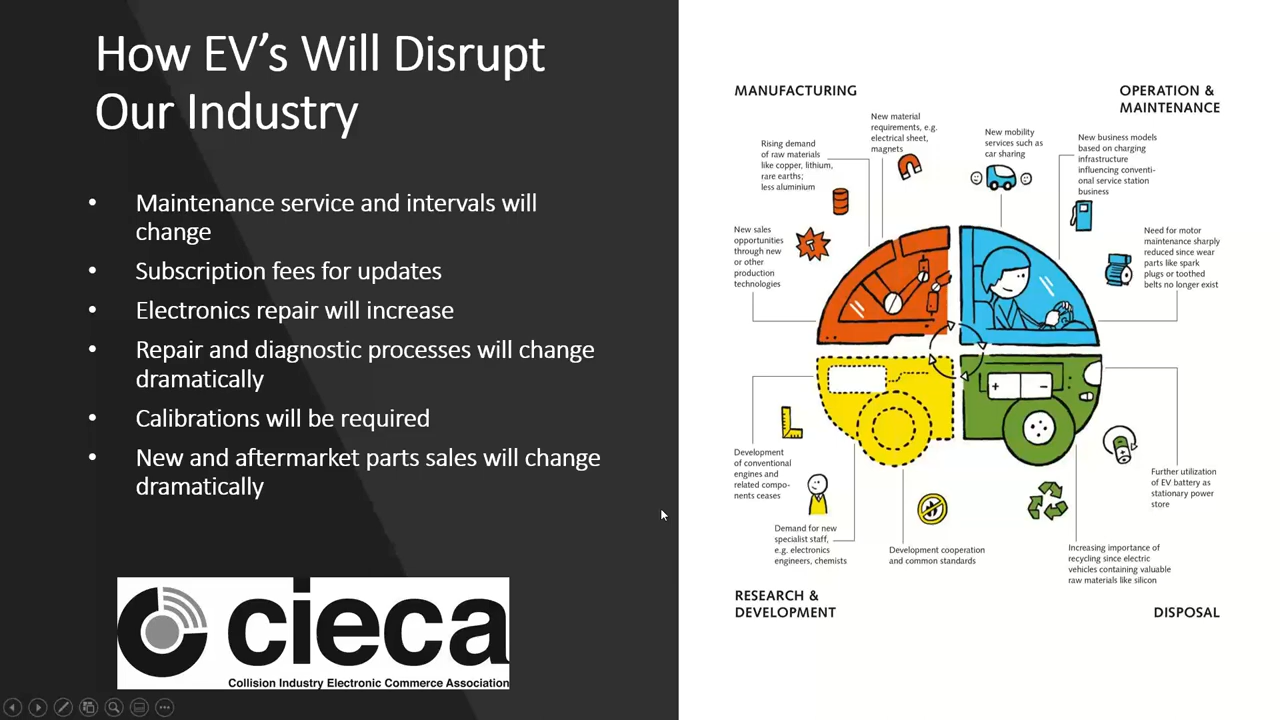 How EV's Will Disrupt
Our Industry
• Maintenance service and intervals will
change
• Subscription fees for updates
• Electronics repair will increase
• Repair and diagnostic processes will change
dramatically
• Calibrations will be required
• New and aftermarket parts sales will change
dramatically
cieca
Collision Industry Electronic Commerce Association
MANUFACTURING
New material
requirements, e.g.
electrical sheet,
magnets
Rising demand
of raw materials
like copper, lithium,
rare earths;
less aluminium
New sales
opportunities
through new
or other
production
technologies
OPERATION &
MAINTENANCE
New mobility
services such as
car sharing
New business models
based on charging
infrastructure
influencing conventi-
onal service station
business
Need for motor
maintenance sharply
reduced since wear
parts like spark
plugs or toothed
belts no longer exist
+ −
Development
of conventional
engines and
related compo-
nents ceases
Demand for new
specialist staff,
e.g. electronics
engineers, chemists
Development cooperation
and common standards
RESEARCH &
DEVELOPMENT
Further utilization
of EV battery as
stationary power
store
Increasing importance of
recycling since electric
vehicles containing valuable
raw materials like silicon
DISPOSAL